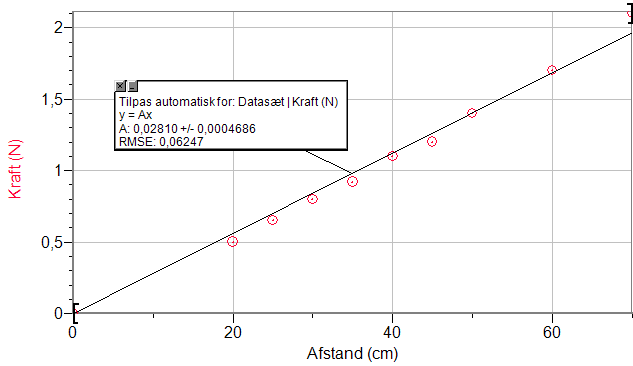 2
1,5
1
0,5
0
Kraft (N)
Tilpas automatisk for: Datasæt | Kraft (N)
y = Ax
A: 0,02810 +/- 0,0004686
RMSE: 0,06247
0
20
40
60
Afstand (cm)